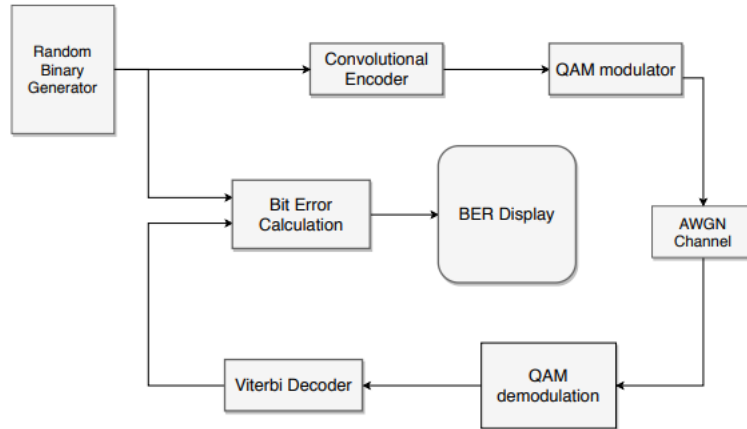 Random
Binary
Generator
Convolutional
Encoder
QAM modulator
Bit Error
Calculation
BER Display
AWGN
Channel
Viterbi Decoder
QAM
demodulation